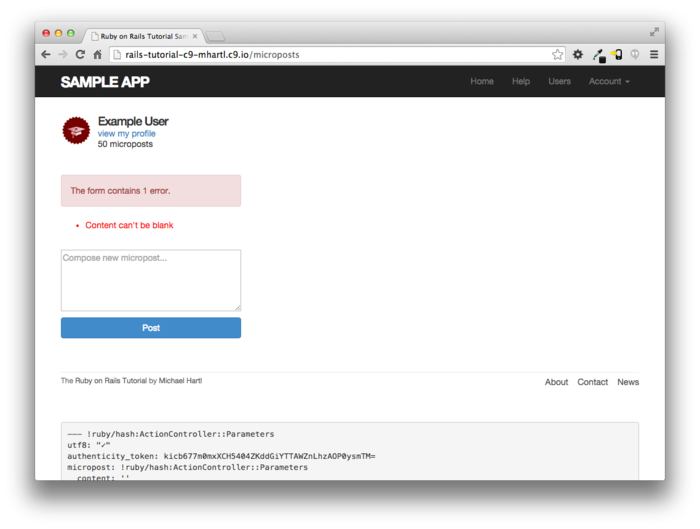 Ruby on Rails Tutorial Sam
rails-tutorial-c9-mhartl.c9.io/microposts
SAMPLE APP
Home Help Users Account
Example User
view my profile
50 microposts
The form contains 1 error.
Content can't be blank
Compose new micropost...
Post
The Ruby on Rails Tutorial by Michael Hartl
About Contact News
--- !ruby/hash:ActionController::Parameters
utf8: "✓"
authenticity_token: kicb677m0mxXCH5404ZKddGiYTTAWZnLhzAOP0ysmTM=
micropost: !ruby/hash:ActionController::Parameters
content: ''